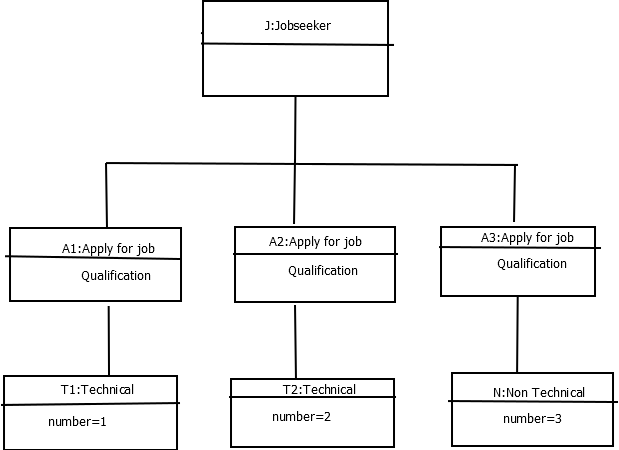 J:Jobseeker
A1:Apply for job
Qualification
A2:Apply for job
Qualification
A3:Apply for job
Qualification
T1:Technical
number=1
T2:Technical
number=2
N:Non Technical
number=3